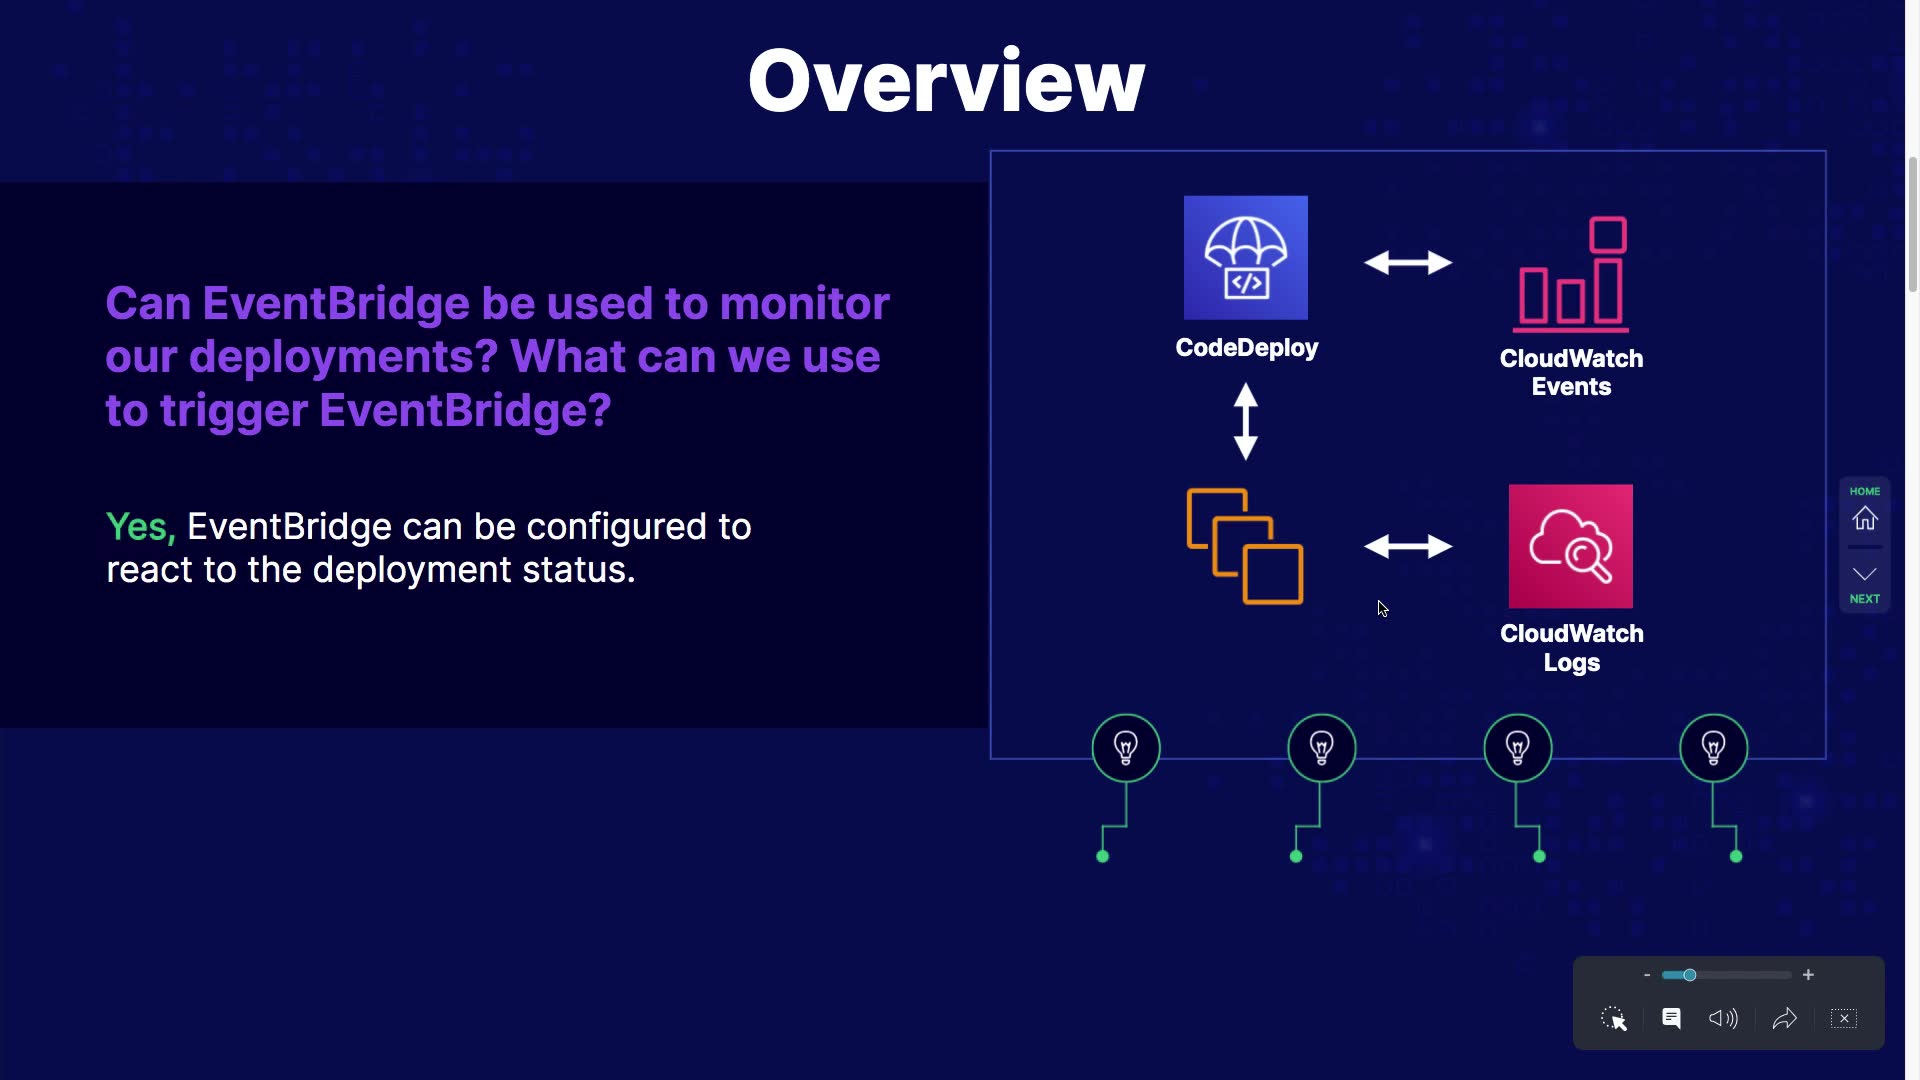 Overview
Can EventBridge be used to monitor
our deployments? What can we use
to trigger EventBridge?
Yes, EventBridge can be configured to
react to the deployment status.
CodeDeploy
CloudWatch
Events
CloudWatch
Logs
HOME
NEXT